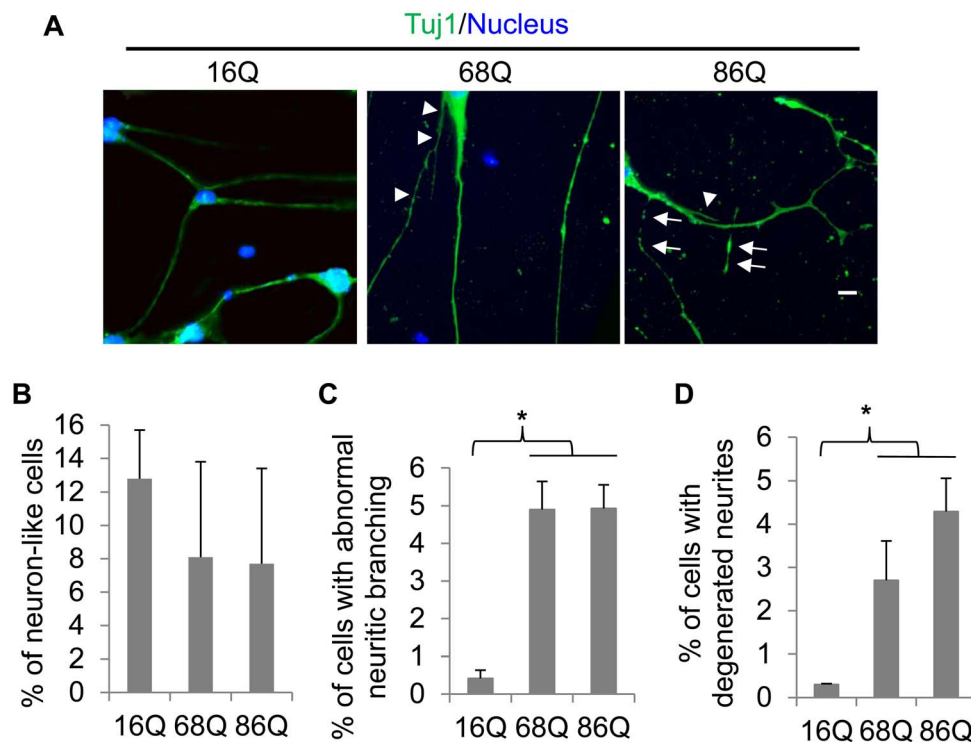 A
Tuj1/Nucleus
16Q 68Q 86Q
B
% of neuron-like cells
16
14
12
10
8
6
4
2
0
16Q 68Q 86Q
C
*
% of cells with abnormal
neuritic branching
6
5
4
3
2
1
0
16Q 68Q 86Q
D
*
% of cells with
degenerated neurites
6
5
4
3
2
1
0
16Q 68Q 86Q